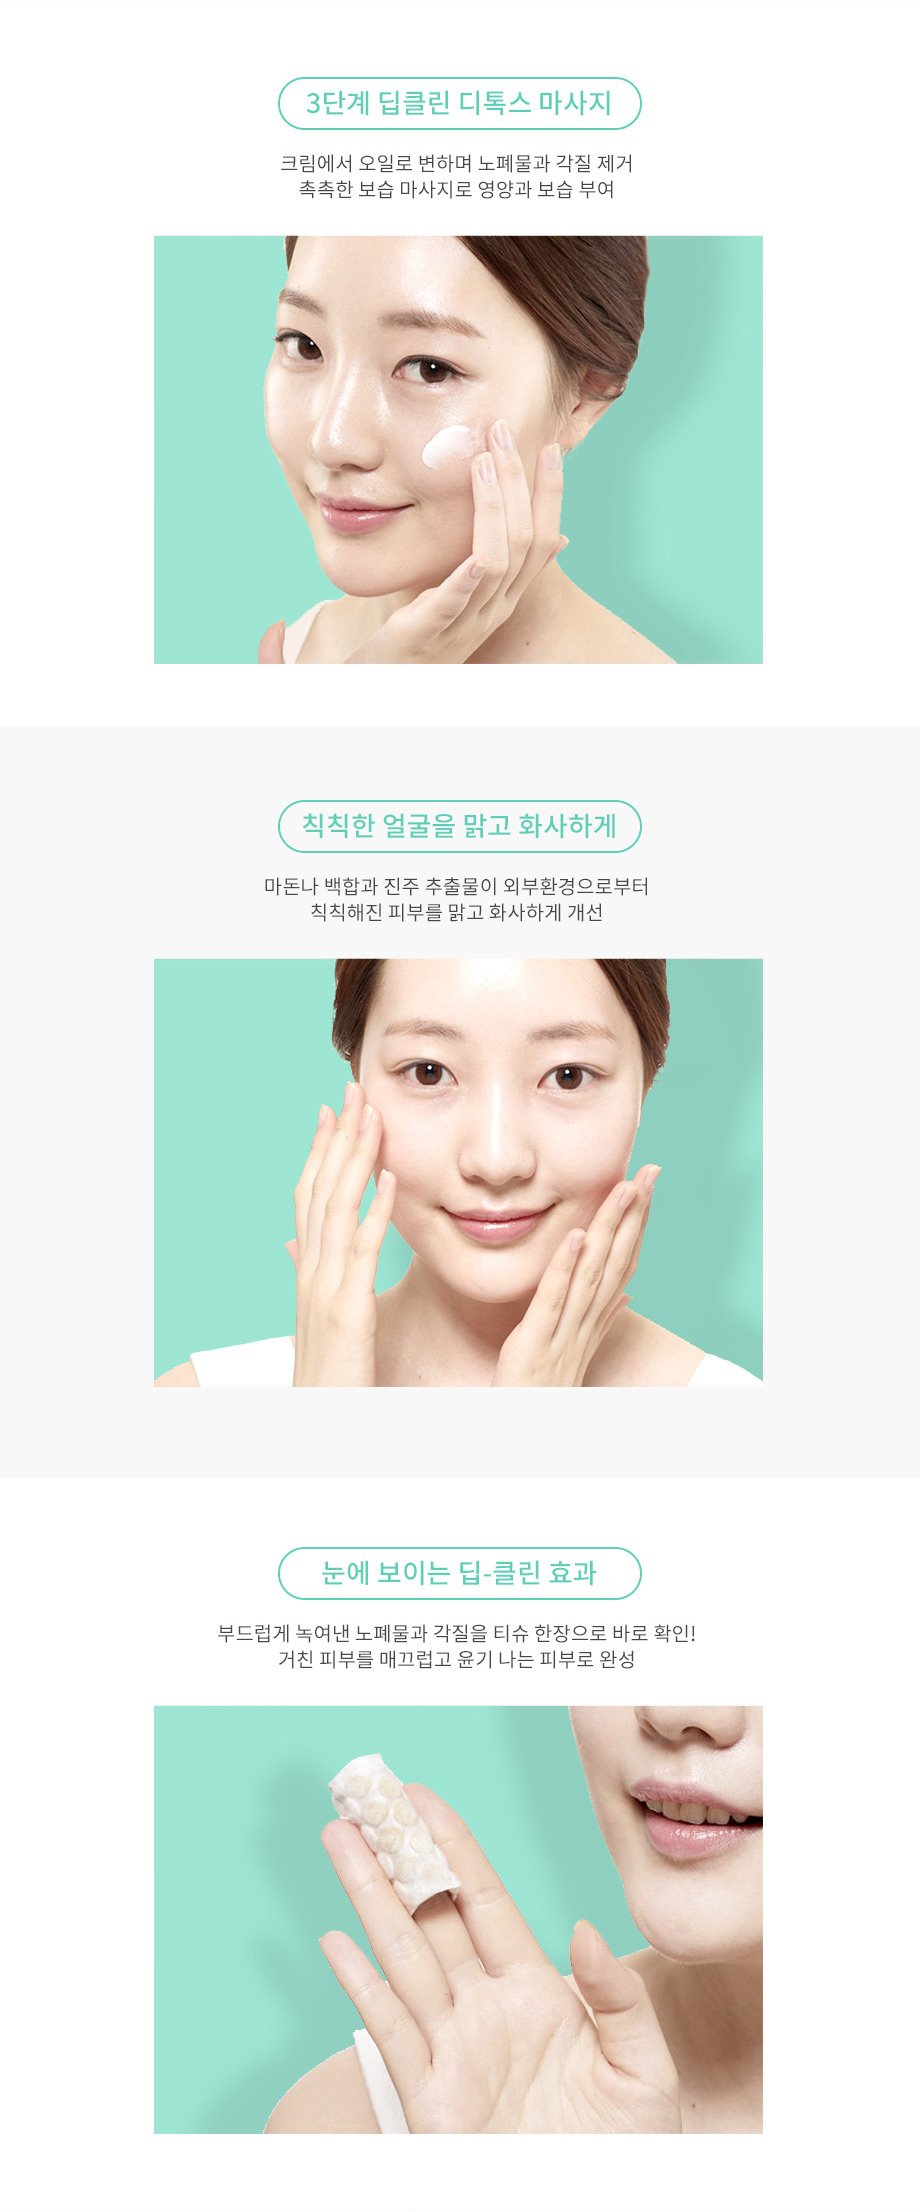 3단계 딥클린 디톡스 마사지
크림에서 오일로 변하며 노폐물과 각질 제거
촉촉한 보습 마사지로 영양과 보습 부여
칙칙한 얼굴을 맑고 화사하게
마돈나 백합과 진주 추출물이 외부환경으로부터
칙칙해진 피부를 맑고 화사하게 개선
눈에 보이는 딥-클린 효과
부드럽게 녹여낸 노폐물과 각질을 티슈 한장으로 바로 확인!
거친 피부를 매끄럽고 윤기 나는 피부로 완성